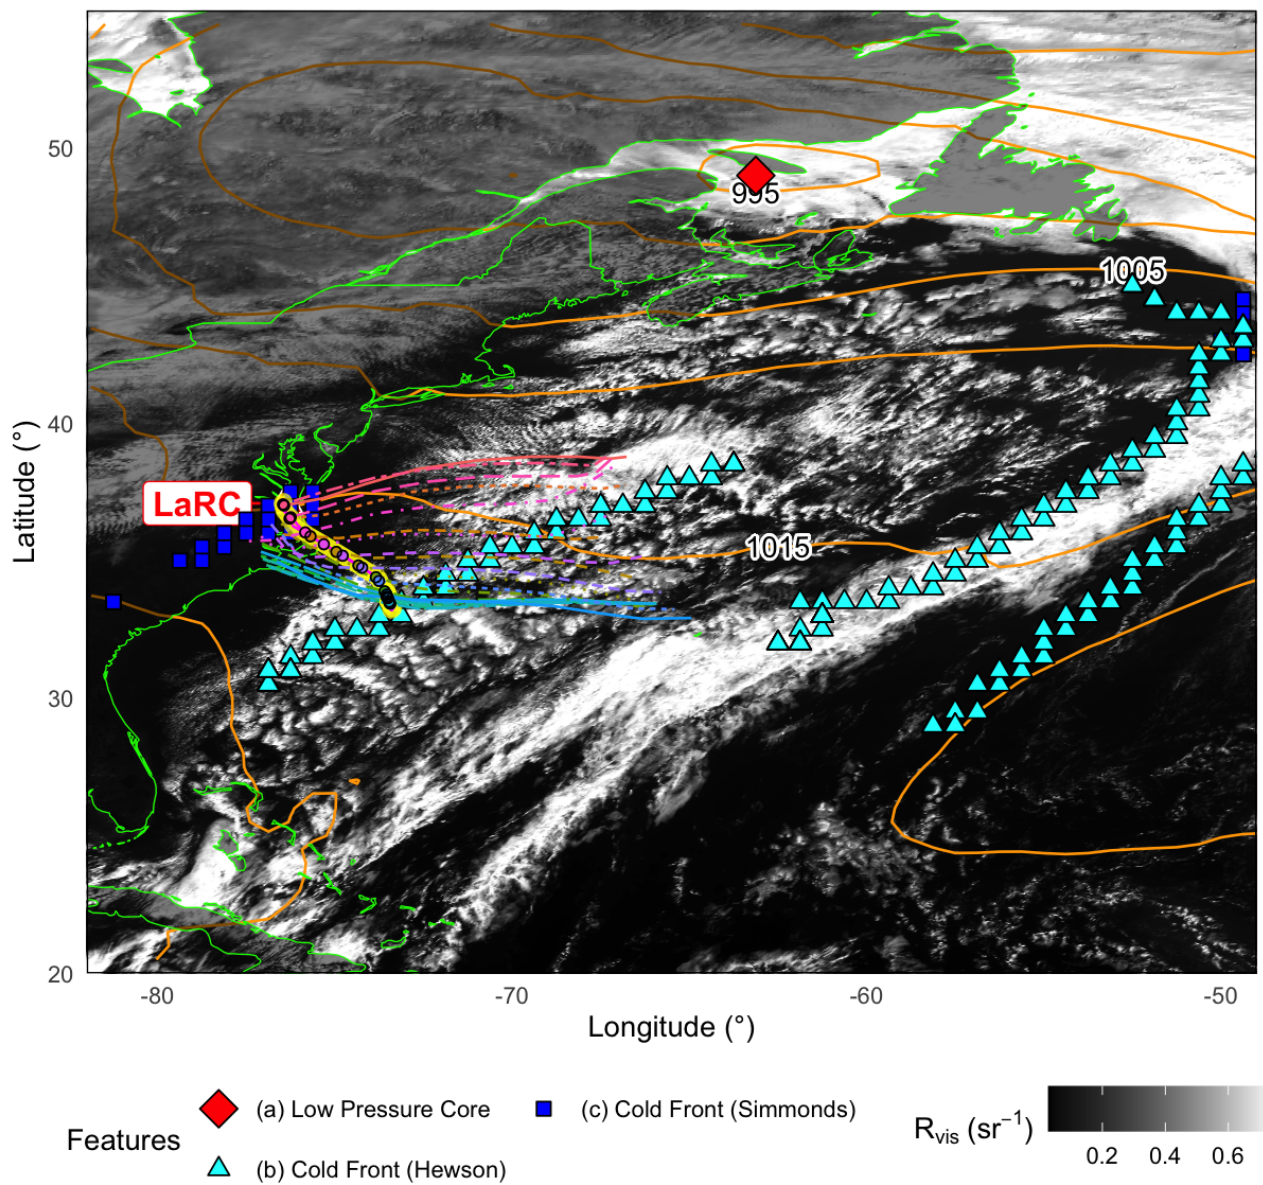 50
40
30
20
Latitude (°)
995
1005
LaRC
1015
-80
-70
-60
-50
Longitude (°)
Features
(a) Low Pressure Core
(c) Cold Front (Simmonds)
(b) Cold Front (Hewson)
Rvis (sr−1)
0.2
0.4
0.6